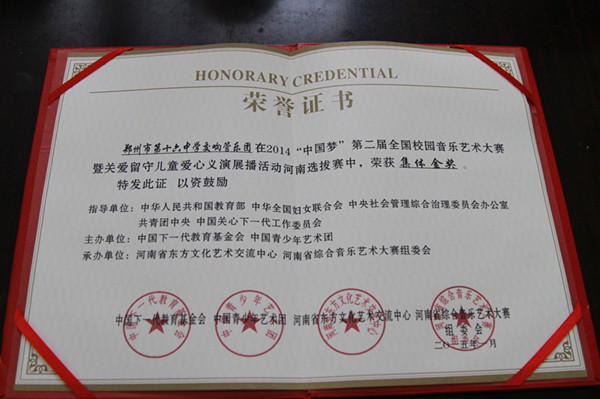 HONORARY CREDENTIAL
荣誉证书
郑州市第十六中学交响管乐团在2014“中国梦”第二届全国校园音乐艺术大赛
暨关爱留守儿童爱心义演展播活动河南选拔赛中，荣获 集体金奖。
特发此证 以资鼓励
指导单位：中华人民共和国教育部 中华全国妇女联合会 中央社会管理综合治理委员会办公室
共青团中央 中国关心下一代工作委员会
主办单位：中国下一代教育基金会 中国青少年艺术团
承办单位：河南省东方文化艺术交流中心 河南省综合音乐艺术大赛组委会
中国下一代教育基金会 中国青少年艺术团 河南省东方文化艺术交流中心 河南省综合音乐艺术大赛
组委会
二〇一五年一月